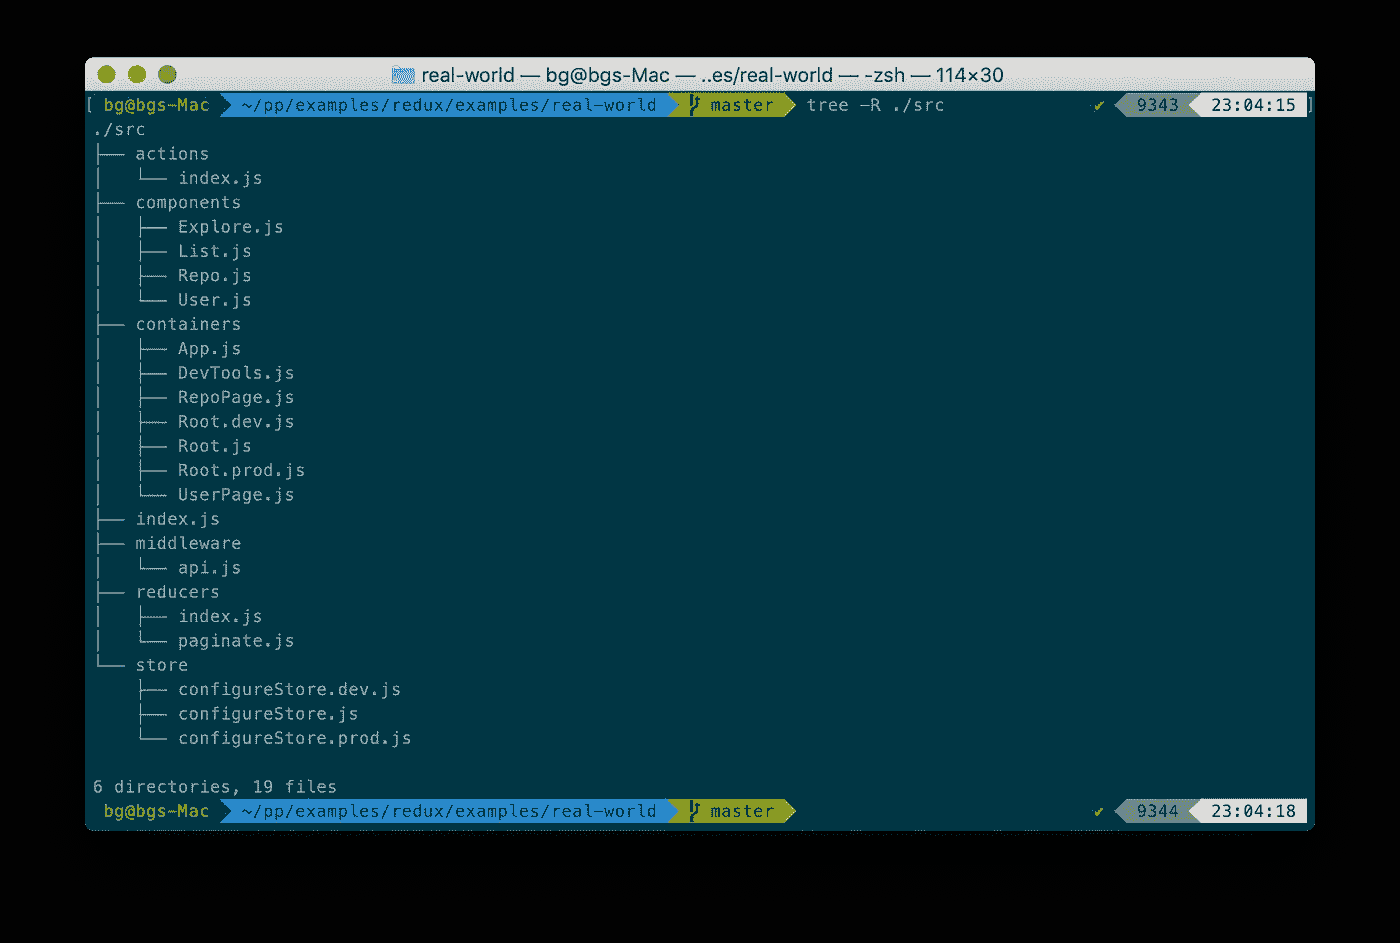 real-world — bg@bgs-Mac — ..es/real-world — -zsh — 114×30
[ bg@bgs-Mac ~/pp/examples/redux/examples/real-world master tree -R ./src ✔ 9343 23:04:15 ]
./src
├── actions
│   └── index.js
├── components
│   ├── Explore.js
│   ├── List.js
│   ├── Repo.js
│   └── User.js
├── containers
│   ├── App.js
│   ├── DevTools.js
│   ├── RepoPage.js
│   ├── Root.dev.js
│   ├── Root.js
│   ├── Root.prod.js
│   └── UserPage.js
├── index.js
├── middleware
│   └── api.js
├── reducers
│   ├── index.js
│   └── paginate.js
└── store
    ├── configureStore.dev.js
    ├── configureStore.js
    └── configureStore.prod.js
6 directories, 19 files
bg@bgs-Mac ~/pp/examples/redux/examples/real-world master ✔ 9344 23:04:18